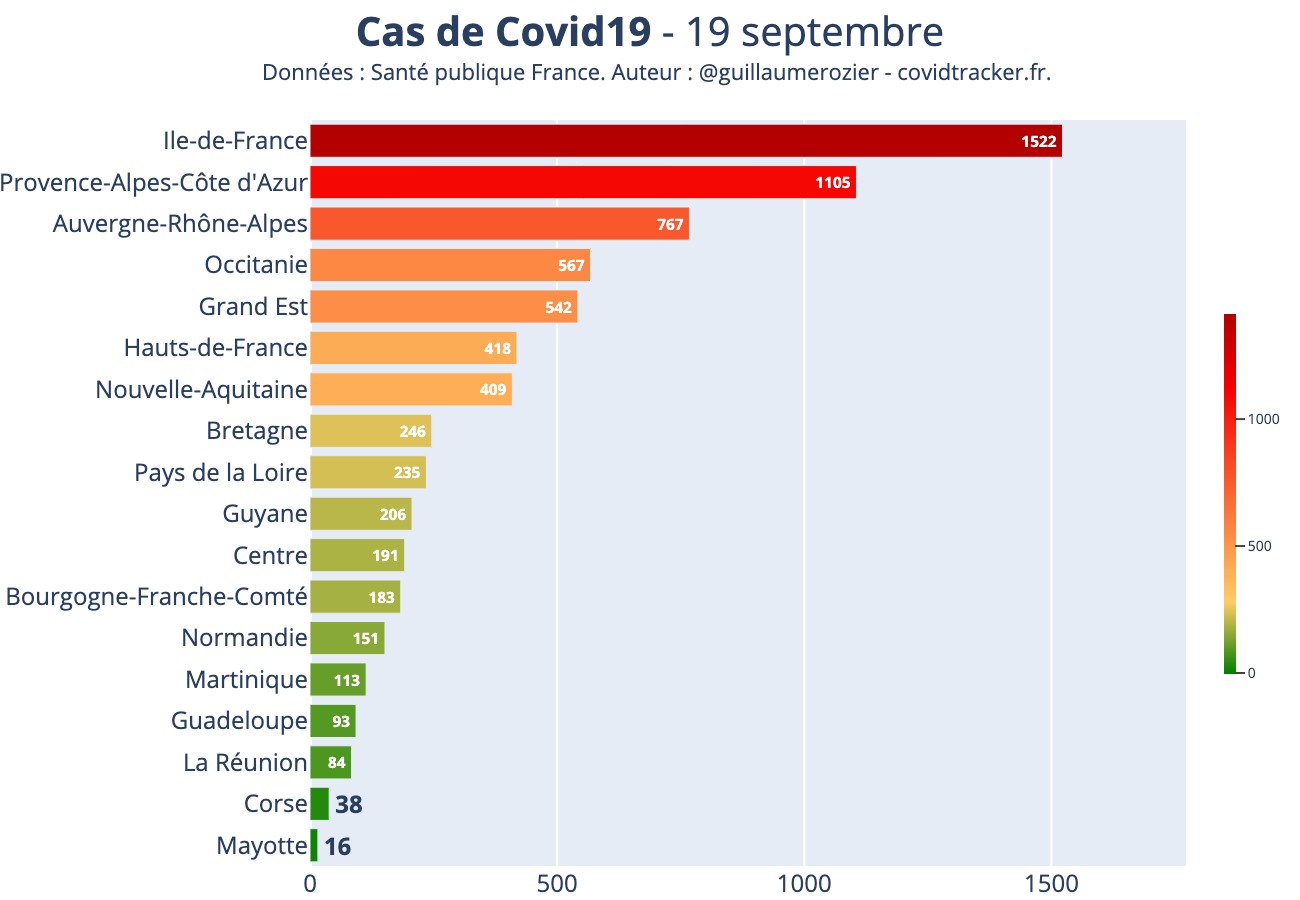 Cas de Covid19 - 19 septembre
Données : Santé publique France. Auteur : @guillaumerozier - covidtracker.fr.
Ile-de-France 1522
Provence-Alpes-Côte d'Azur 1105
Auvergne-Rhône-Alpes 767
Occitanie 567
Grand Est 542
Hauts-de-France 418
Nouvelle-Aquitaine 409
Bretagne 246
Pays de la Loire 235
Guyane 206
Centre 191
Bourgogne-Franche-Comté 183
Normandie 151
Martinique 113
Guadeloupe 93
La Réunion 84
Corse 38
Mayotte 16
0 500 1000 1500
1000
500
0